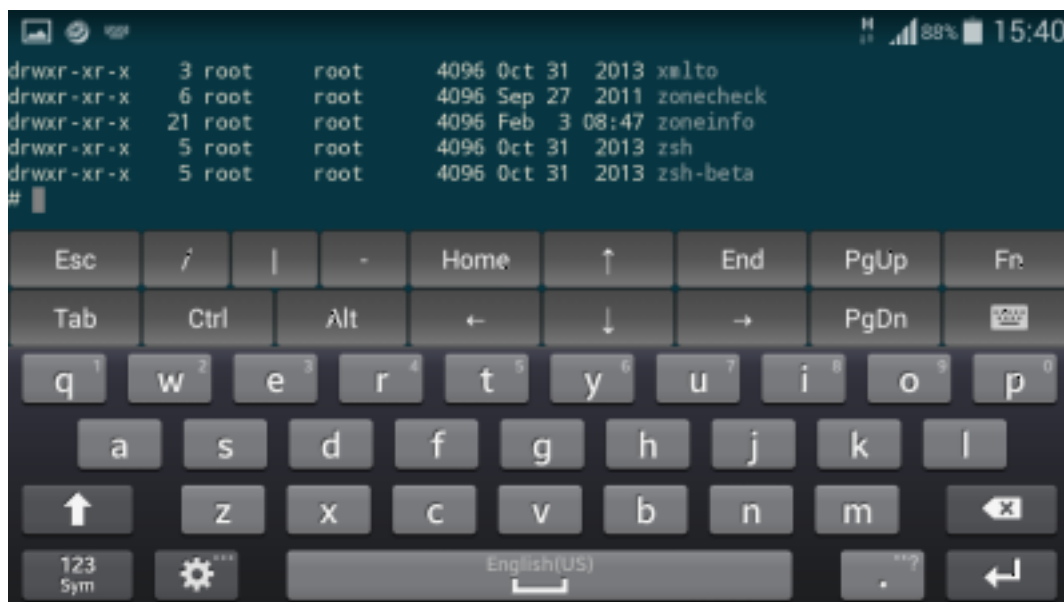 H 88% 15:40
drwxr-xr-x 3 root root 4096 Oct 31 2013 xmlto
drwxr-xr-x 6 root root 4096 Sep 27 2011 zonecheck
drwxr-xr-x 21 root root 4096 Feb 3 08:47 zoneinfo
drwxr-xr-x 5 root root 4096 Oct 31 2013 zsh
drwxr-xr-x 5 root root 4096 Oct 31 2013 zsh-beta
#
Esc / | - Home ↑ End PgUp Fn
Tab Ctrl Alt ← ↓ → PgDn
q 1 w 2 e 3 r 4 t 5 y 6 u 7 i 8 o 9 p 0
a s d f g h j k l
z x c v b n m
123 English(US) . "?
Sym